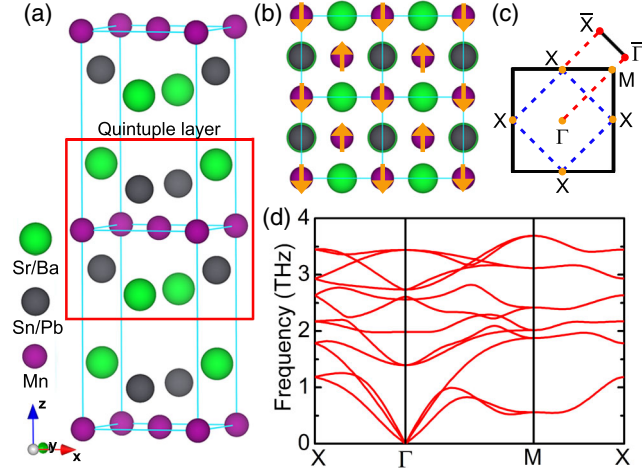 (a)
Quintuple layer
Sr/Ba
Sn/Pb
Mn
z
y
x
(b)
(c)
X̅
Γ̅
X
M
X
Γ
X
X
(d)
Frequency (THz)
4
3
2
1
0
X
Γ
M
X